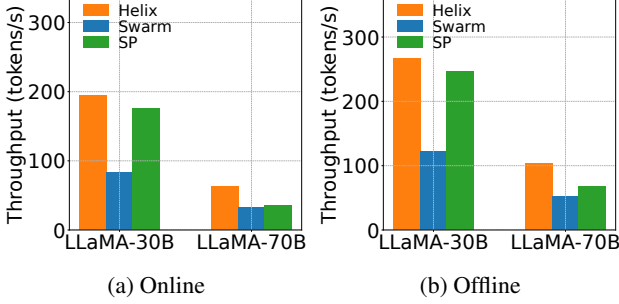 Throughput (tokens/s)
300
200
100
0
Helix
Swarm
SP
LLaMA-30B
LLaMA-70B
(a) Online
Throughput (tokens/s)
300
200
100
0
Helix
Swarm
SP
LLaMA-30B
LLaMA-70B
(b) Offline